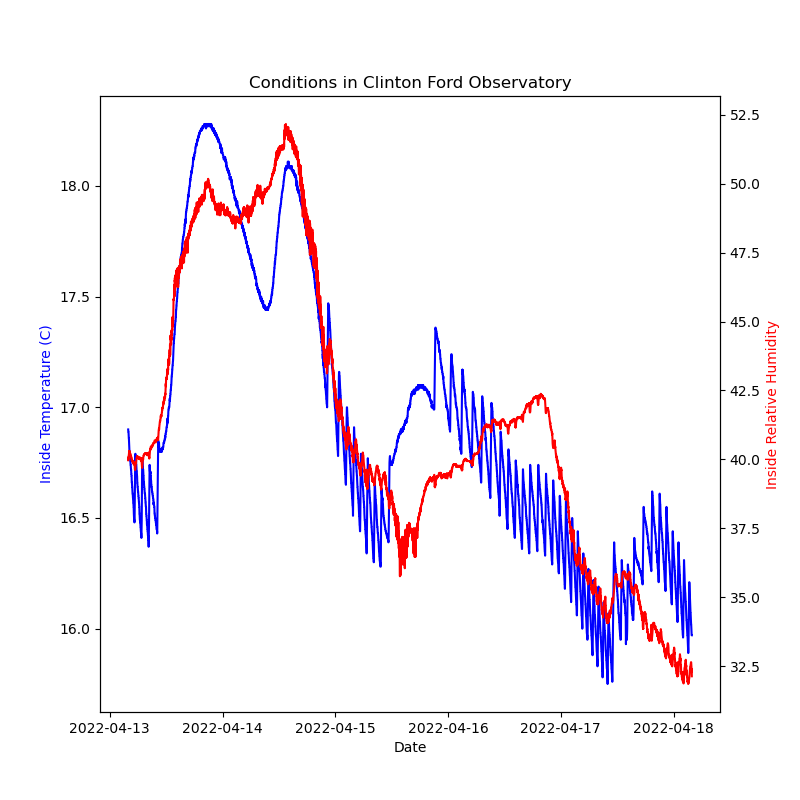 Conditions in Clinton Ford Observatory
Inside Temperature (C)
18.0
17.5
17.0
16.5
16.0
52.5
50.0
47.5
45.0
42.5
40.0
37.5
35.0
32.5
Inside Relative Humidity
2022-04-13 2022-04-14 2022-04-15 2022-04-16 2022-04-17 2022-04-18
Date